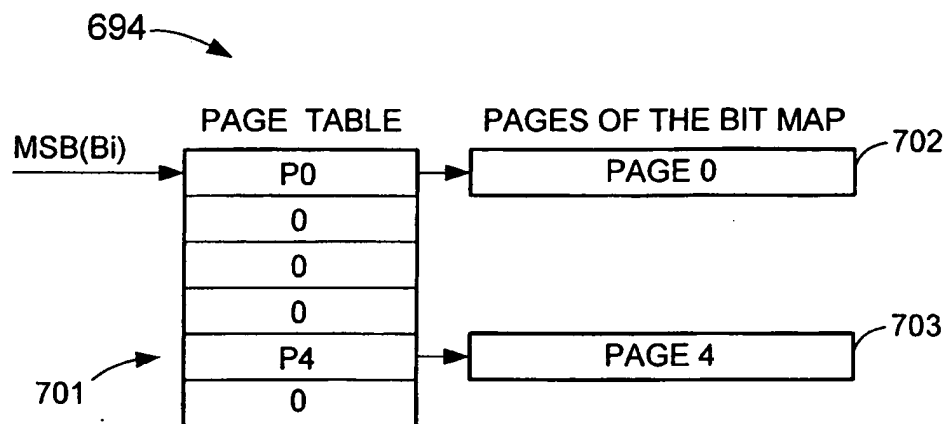 694
PAGE TABLE
PAGES OF THE BIT MAP
MSB(Bi)
P0
PAGE 0
702
0
0
0
P4
PAGE 4
703
701
0